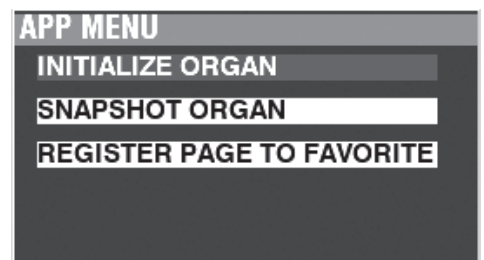 APP MENU
INITIALIZE ORGAN
SNAPSHOT ORGAN
REGISTER PAGE TO FAVORITE